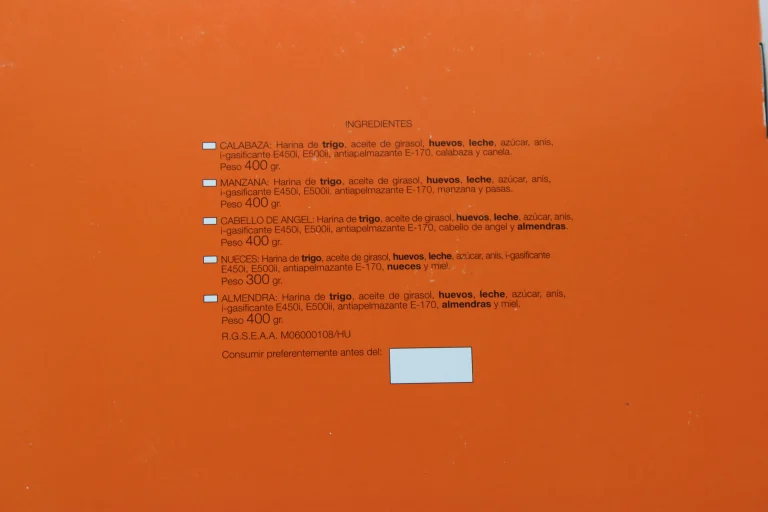 INGREDIENTES
CALABAZA: Harina de trigo, aceite de girasol, huevos, leche, azúcar, anis,
i-gasificante E450i, E500ii, antiapelmazante E-170, calabaza y canela.
Peso 400 gr.
MANZANA: Harina de trigo, aceite de girasol, huevos, leche, azúcar, anis,
i-gasificante E450i, E500ii, antiapelmazante E-170, manzana y pasas.
Peso 400 gr.
CABELLO DE ANGEL: Harina de trigo, aceite de girasol, huevos, leche, azúcar, anis,
i-gasificante E450i, E500ii, antiapelmazante E-170, cabello de angel y almendras.
Peso 400 gr.
NUECES: Harina de trigo, aceite de girasol, huevos, leche, azúcar, anis, i-gasificante
E450i, E500ii, antiapelmazante E-170, nueces y miel.
Peso 300 gr.
ALMENDRA: Harina de trigo, aceite de girasol, huevos, leche, azúcar, anis,
i-gasificante E450i, E500ii, antiapelmazante E-170, almendras y miel.
Peso 400 gr.
R.G.S.E.A.A. M06000108/HU
Consumir preferentemente antes del: